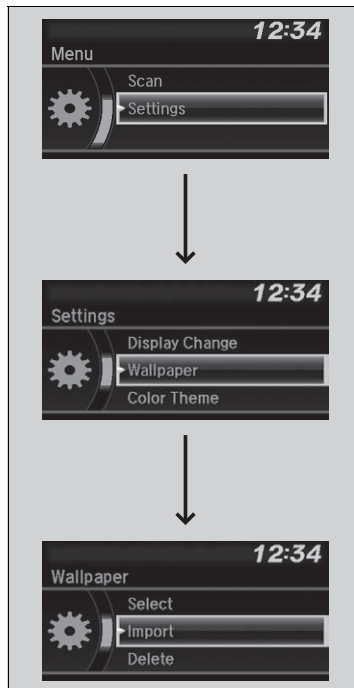 12:34
Menu
Scan
Settings
12:34
Settings
Display Change
Wallpaper
Color Theme
12:34
Wallpaper
Select
Import
Delete